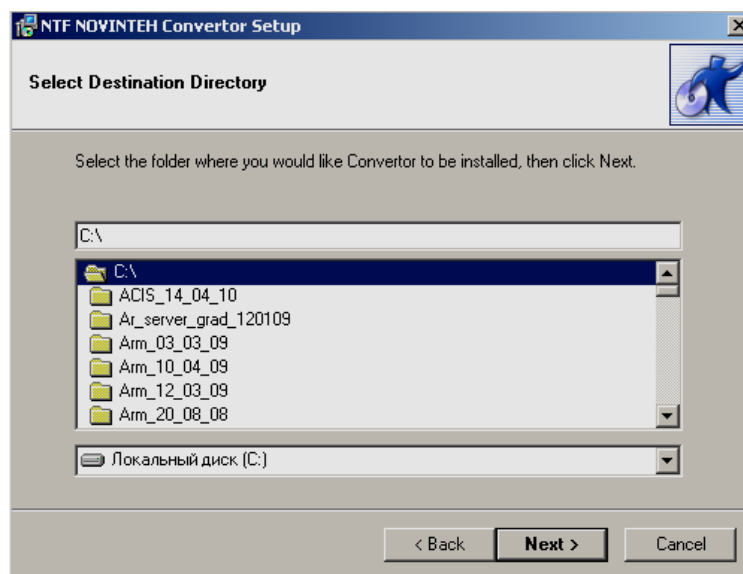 NTF NOVINTEH Convertor Setup
Select Destination Directory
Select the folder where you would like Convertor to be installed, then click Next.
C:\
C:\
ACIS_14_04_10
Ar_server_grad_120109
Arm_03_03_09
Arm_10_04_09
Arm_12_03_09
Arm_20_08_08
Локальный диск (C:)
< Back Next > Cancel